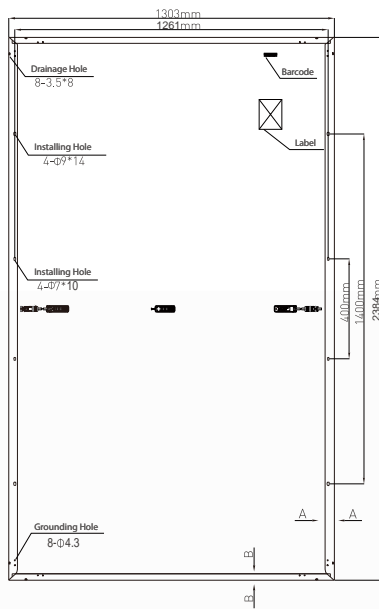 1303mm
1261mm
Drainage Hole
8-3.5*8
Barcode
Installing Hole
4-Φ9*14
Label
Installing Hole
4-Φ7*10
400mm
1400mm
2384mm
Grounding Hole
8-Φ4.3
A
A
B
B